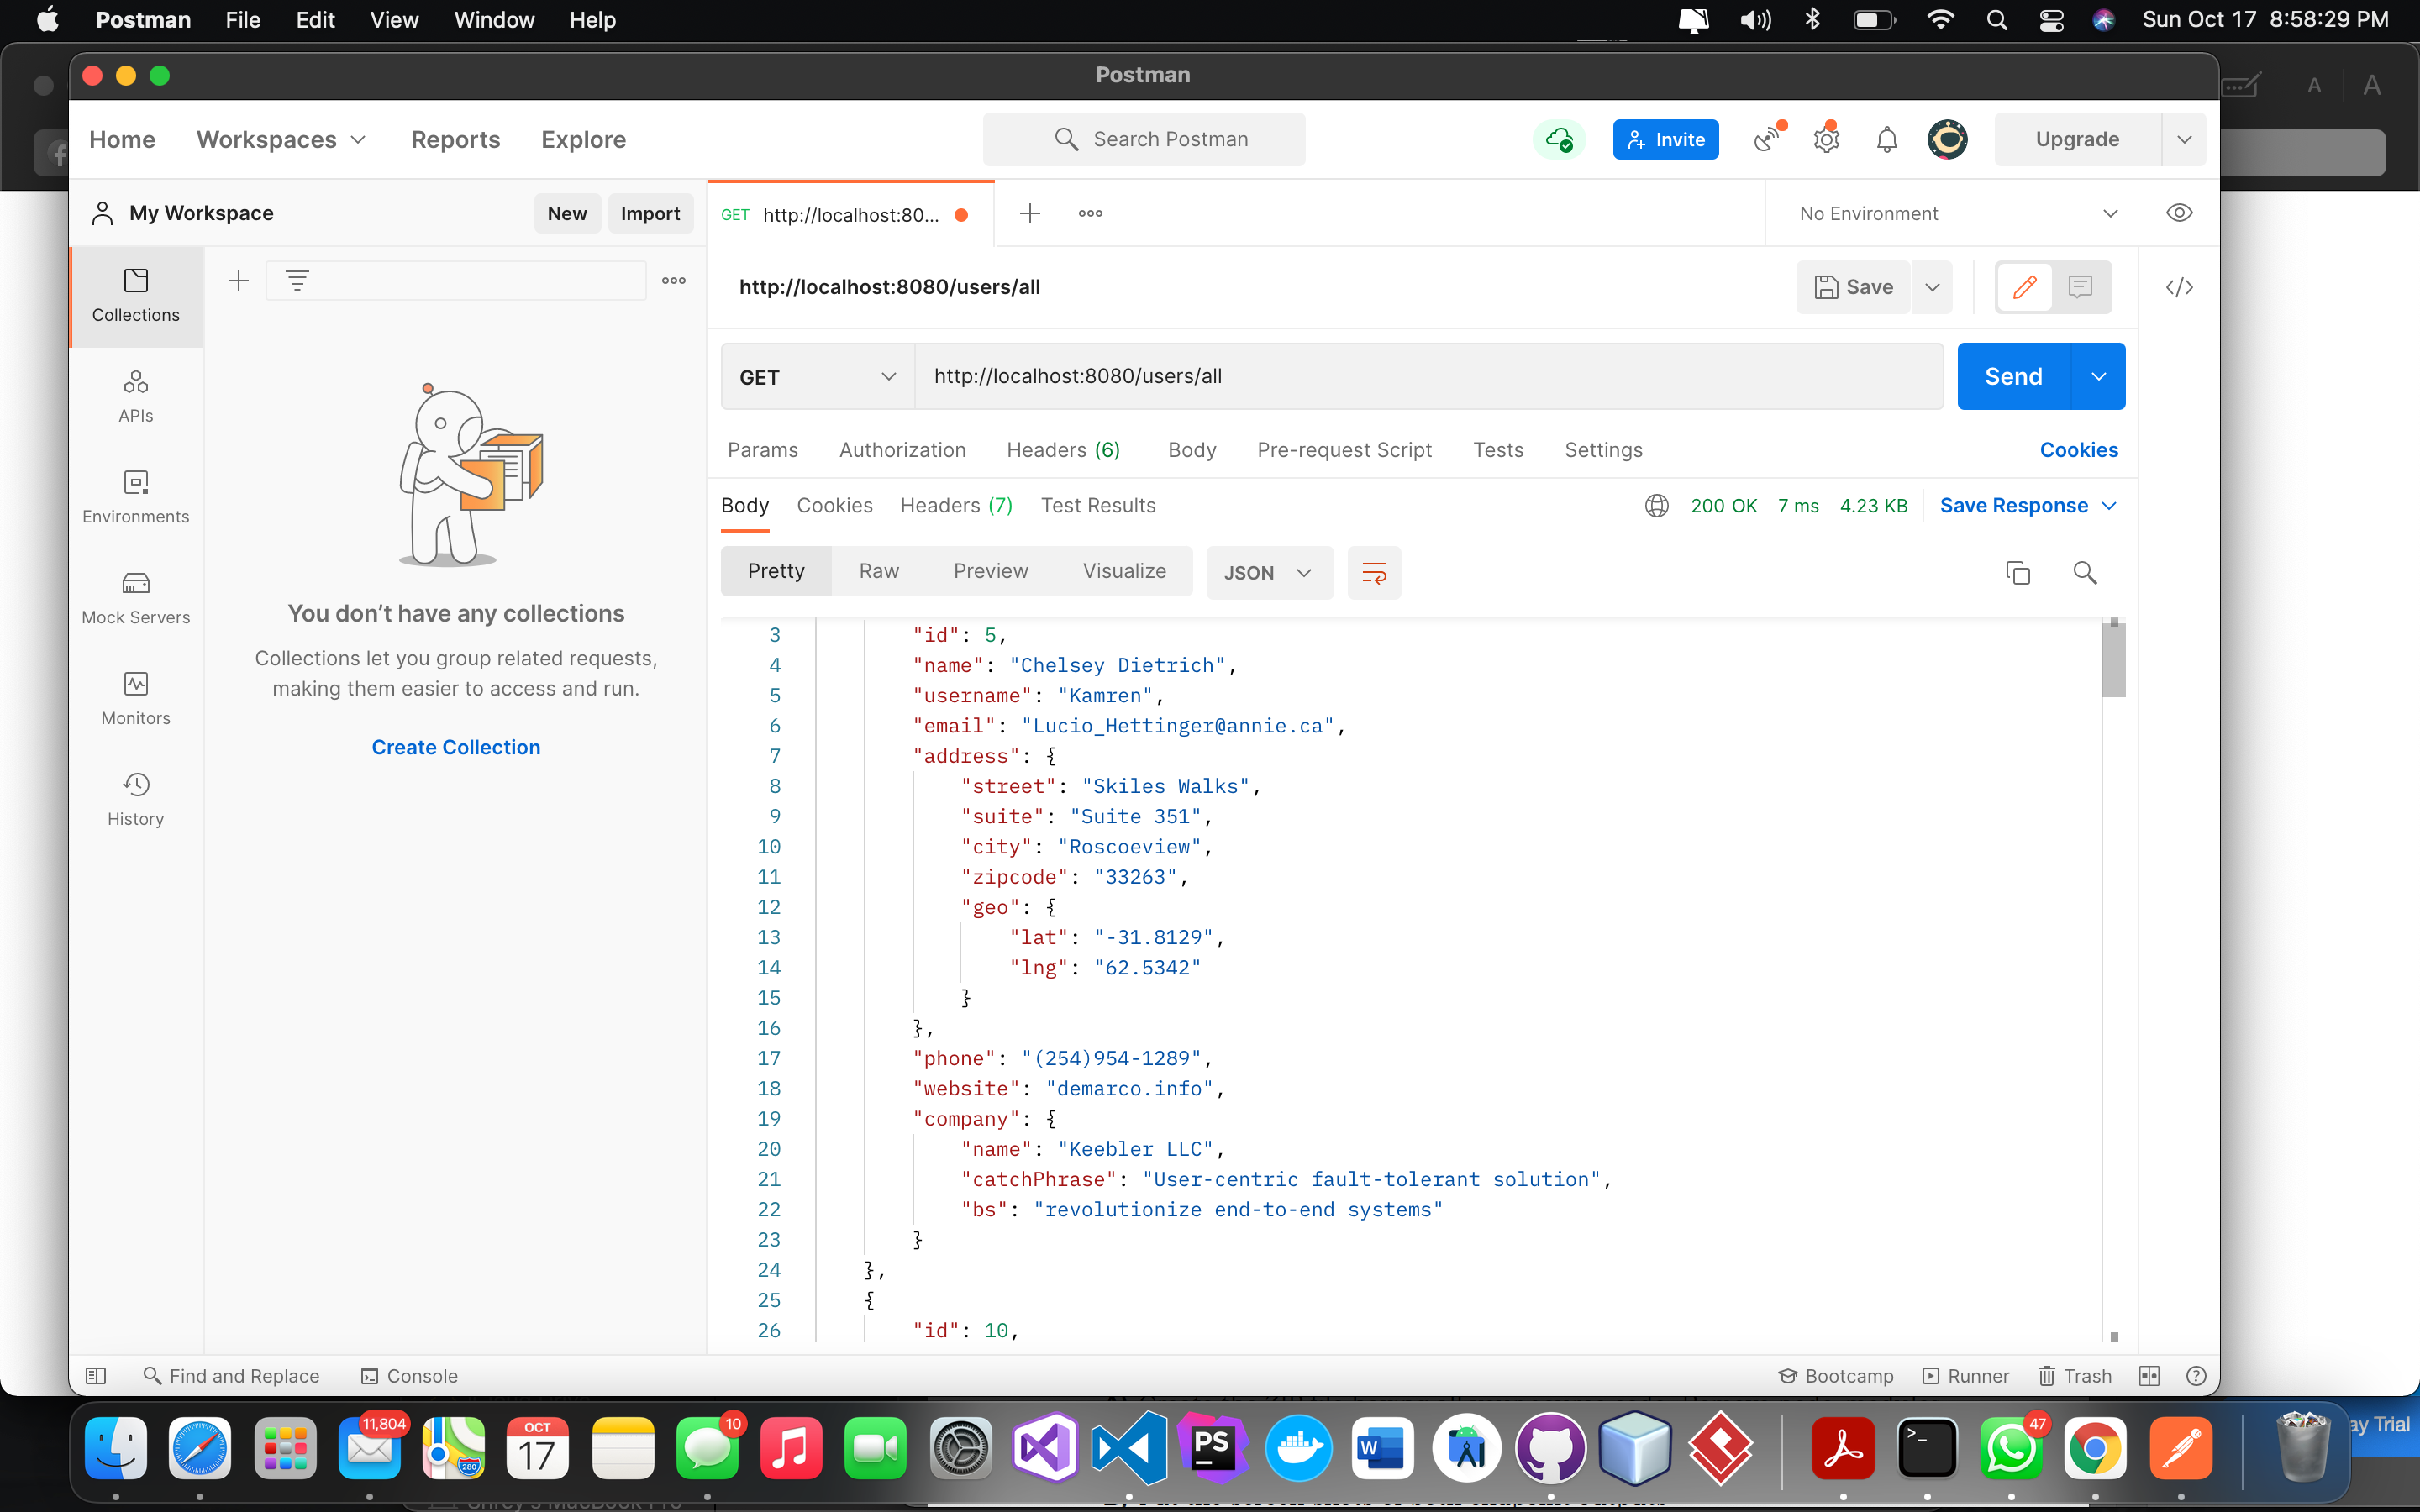 Postman File Edit View Window Help Sun Oct 17 8:58:29 PM
Postman
A A
Home Workspaces Reports Explore Search Postman Invite Upgrade
My Workspace New Import GET http://localhost:80... No Environment
Collections
http://localhost:8080/users/all Save
GET http://localhost:8080/users/all Send
APIs
Params Authorization Headers (6) Body Pre-request Script Tests Settings Cookies
Environments
Body Cookies Headers (7) Test Results 200 OK 7 ms 4.23 KB Save Response
Mock Servers
Pretty Raw Preview Visualize JSON
Monitors
History
You don’t have any collections
Collections let you group related requests,
making them easier to access and run.
Create Collection
3 "id": 5,
4 "name": "Chelsey Dietrich",
5 "username": "Kamren",
6 "email": "Lucio_Hettinger@annie.ca",
7 "address": {
8 "street": "Skiles Walks",
9 "suite": "Suite 351",
10 "city": "Roscoeview",
11 "zipcode": "33263",
12 "geo": {
13 "lat": "-31.8129",
14 "lng": "62.5342"
15 }
16 },
17 "phone": "(254)954-1289",
18 "website": "demarco.info",
19 "company": {
20 "name": "Keebler LLC",
21 "catchPhrase": "User-centric fault-tolerant solution",
22 "bs": "revolutionize end-to-end systems"
23 }
24 },
25 {
26 "id": 10,
Find and Replace Console Bootcamp Runner Trash
11,804 OCT 17 10 280 PS W >_ 47
ay Trial